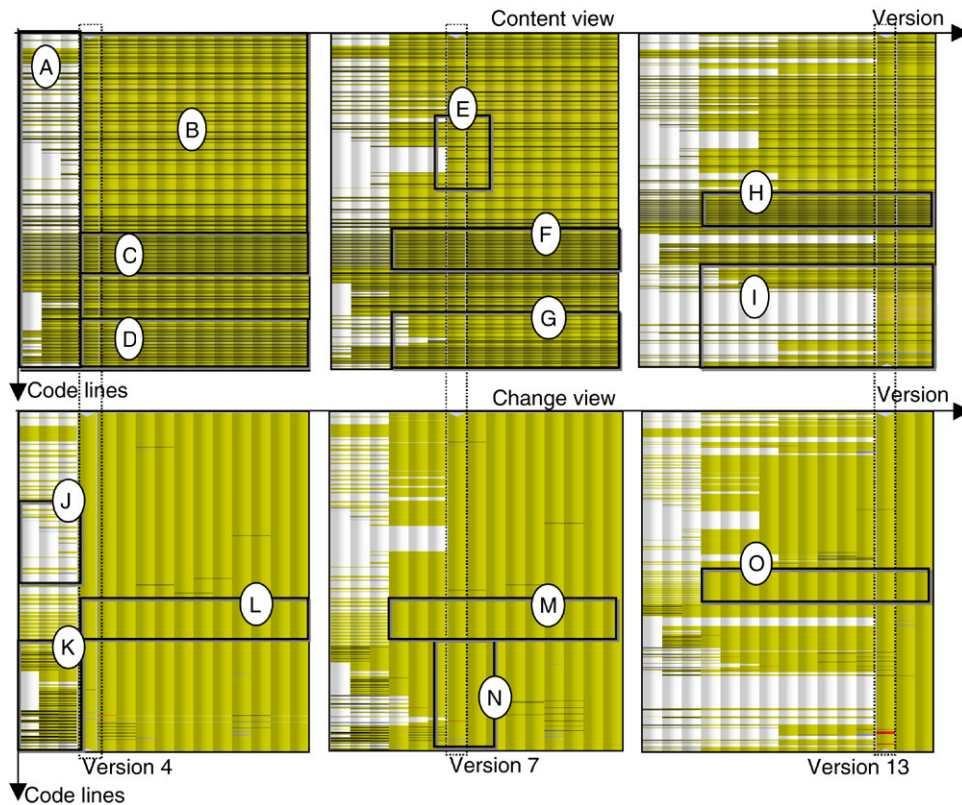 Content view
Version
A
B
C
D
E
F
G
H
I
Code lines
Change view
Version
J
K
L
M
N
O
Version 4
Version 7
Version 13
Code lines